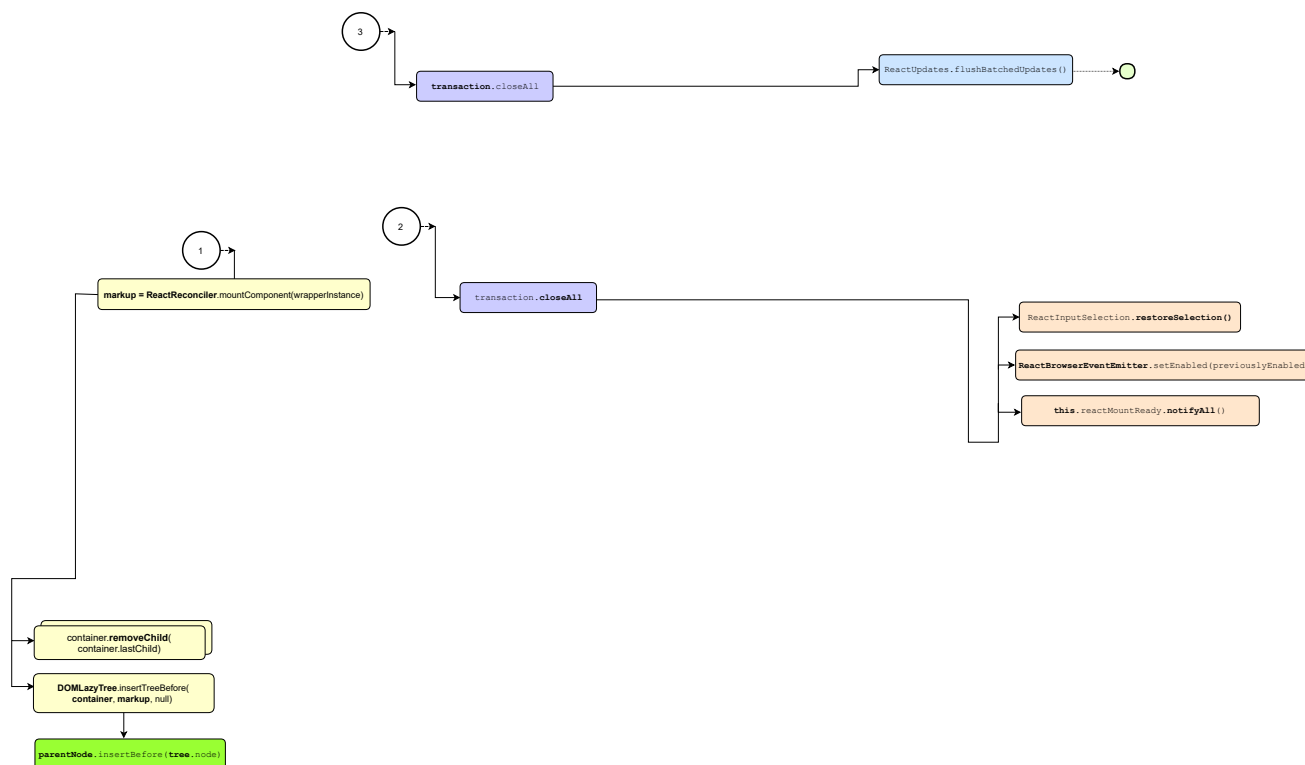 3
transaction.closeAll
ReactUpdates.flushBatchedUpdates()
2
1
markup = ReactReconciler.mountComponent(wrapperInstance)
transaction.closeAll
ReactInputSelection.restoreSelection()
ReactBrowserEventEmitter.setEnabled(previouslyEnabled
this.reactMountReady.notifyAll()
container.removeChild(
container.lastChild)
DOMLazyTree.insertTreeBefore(
container, markup, null)
parentNode.insertBefore(tree.node)